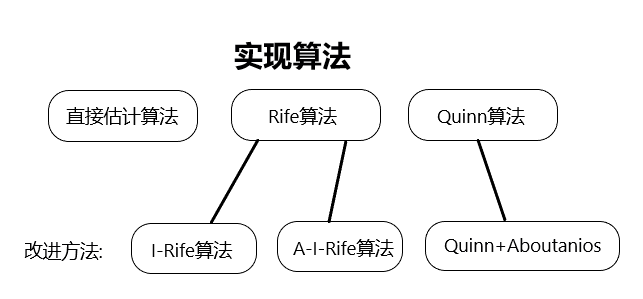 实现算法
直接估计算法
Rife算法
Quinn算法
改进方法:
I-Rife算法
A-I-Rife算法
Quinn+Aboutanios